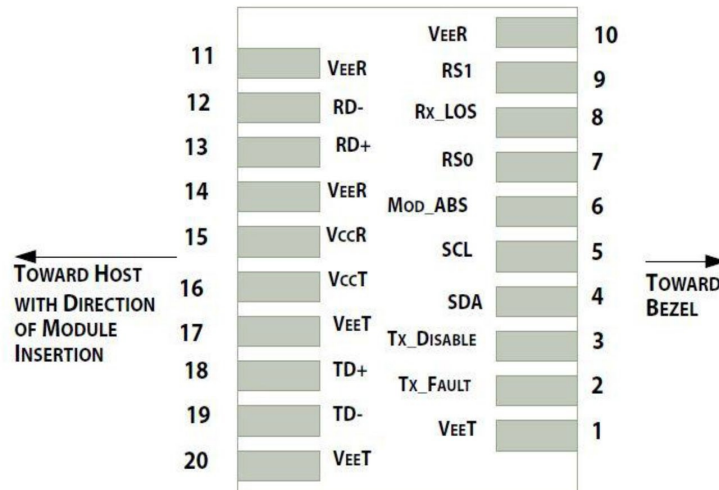 11 VEER
12 RD-
13 RD+
14 VEER
15 VCCR
16 VCCT
17 VEET
18 TD+
19 TD-
20 VEET
TOWARD HOST
WITH DIRECTION
OF MODULE
INSERTION
VEER 10
RS1 9
RX_LOS 8
RS0 7
MOD_ABS 6
SCL 5
SDA 4
TX_DISABLE 3
TX_FAULT 2
VEET 1
TOWARD
BEZEL